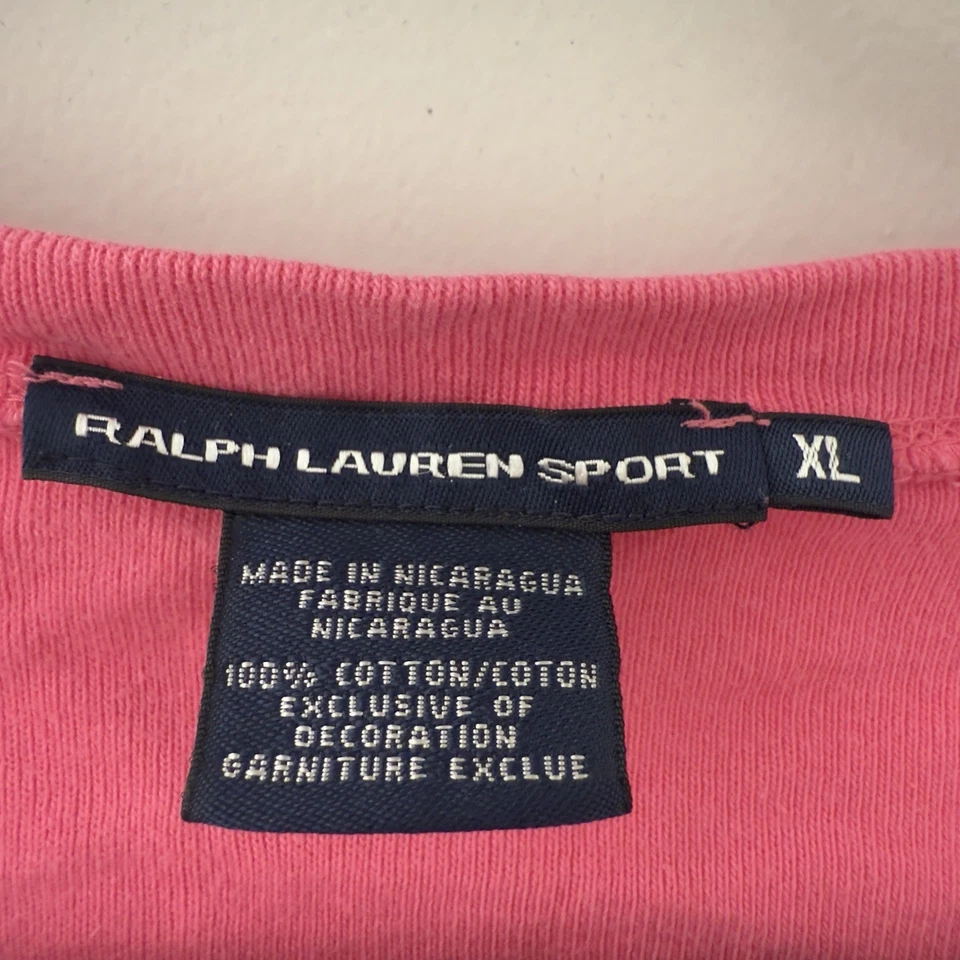 RALPH LAUREN SPORT
XL
MADE IN NICARAGUA
FABRIQUE AU
NICARAGUA
100% COTTON/COTON
EXCLUSIVE OF
DECORATION
GARNITURE EXCLUE